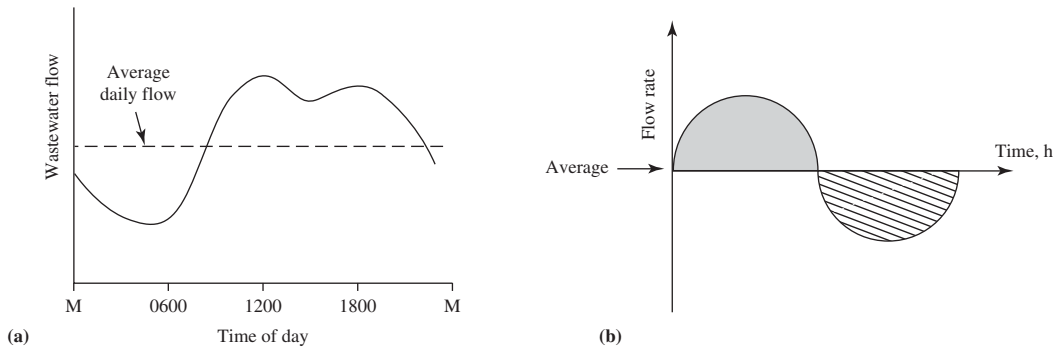 Wastewater flow
Average
daily flow
M
0600
1200
1800
M
Time of day
(a)
Flow rate
Average
Time, h
(b)